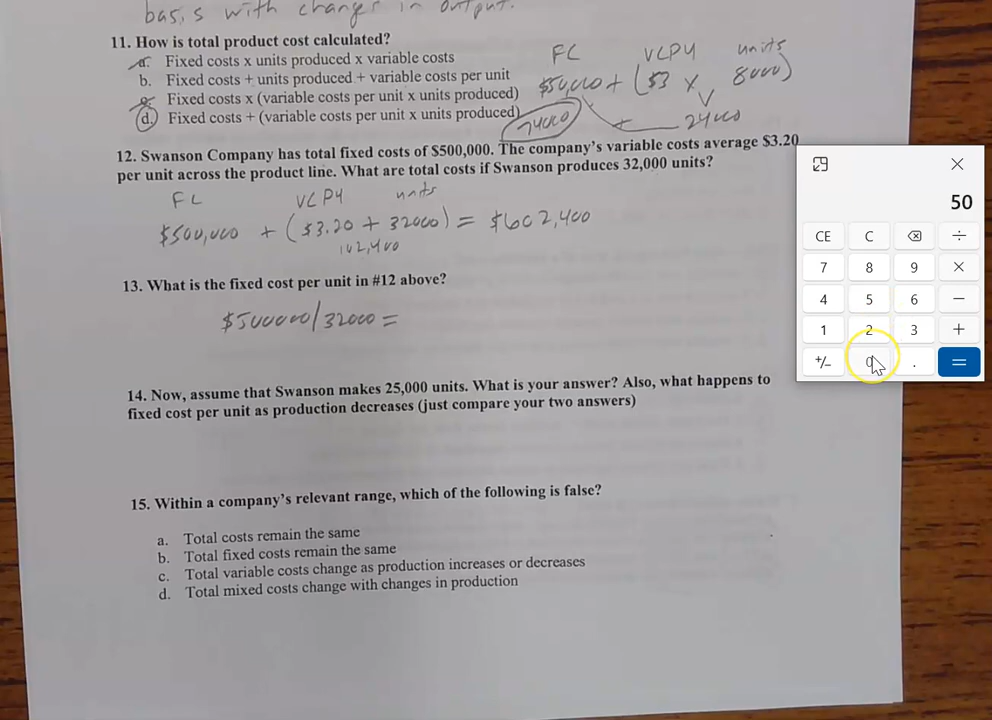 basis with changes in output.
11. How is total product cost calculated?
a. Fixed costs x units produced x variable costs
b. Fixed costs + units produced + variable costs per unit
c. Fixed costs x (variable costs per unit x units produced)
d. Fixed costs + (variable costs per unit x units produced)
FC VCPU units
$50,000 + ($3 x 8000)
74000 + 24000
12. Swanson Company has total fixed costs of $500,000. The company's variable costs average $3.20
per unit across the product line. What are total costs if Swanson produces 32,000 units?
FC VCPU units
$500,000 + ($3.20 + 32000) = $602,400
102,400
13. What is the fixed cost per unit in #12 above?
$500000/32000 =
14. Now, assume that Swanson makes 25,000 units. What is your answer? Also, what happens to
fixed cost per unit as production decreases (just compare your two answers)
15. Within a company's relevant range, which of the following is false?
a. Total costs remain the same
b. Total fixed costs remain the same
c. Total variable costs change as production increases or decreases
d. Total mixed costs change with changes in production
50
CE C ÷
7 8 9 ×
4 5 6 −
1 2 3 +
+/− 0 . =